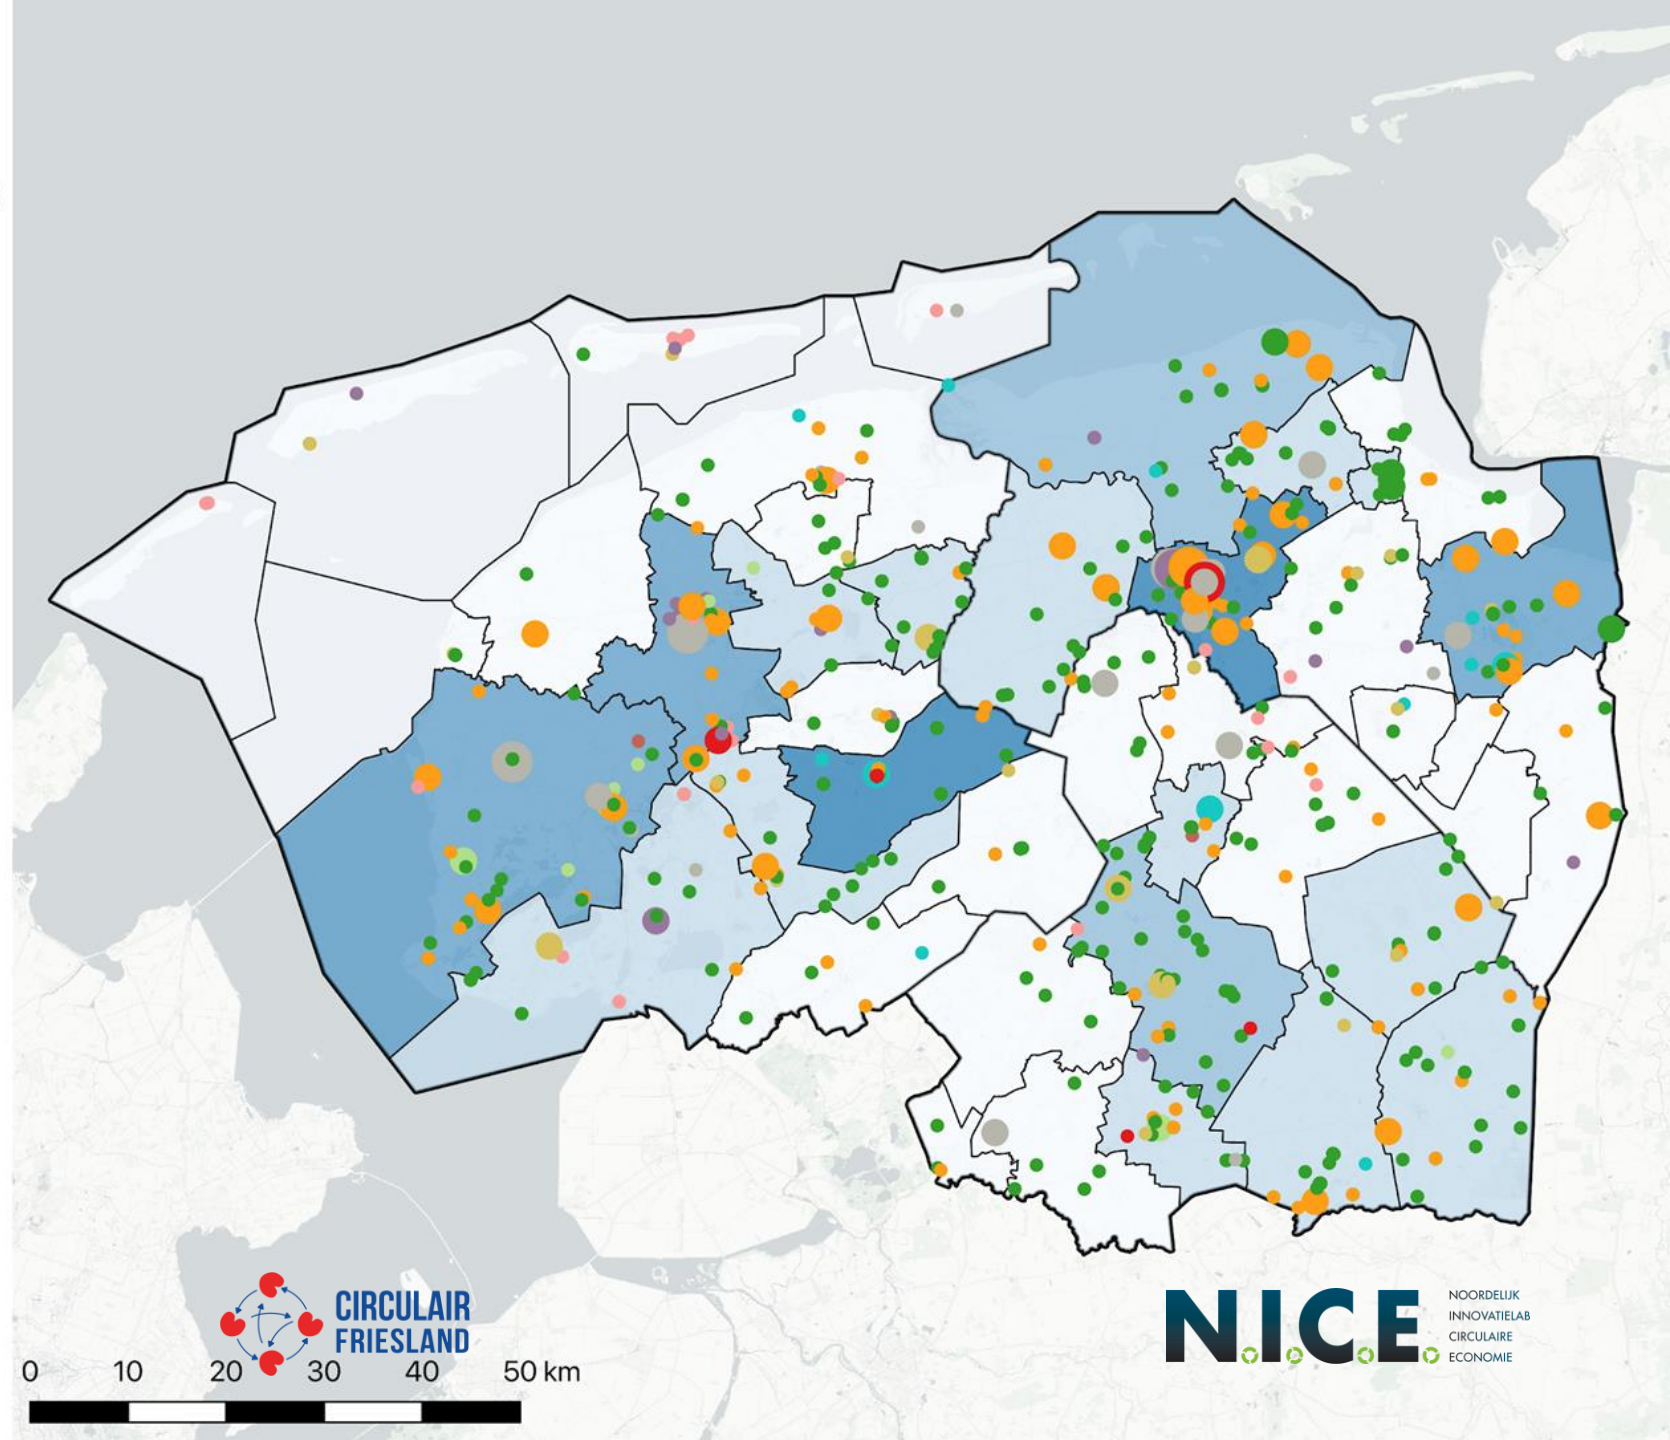 CIRCULAIR
FRIESLAND
0 10 20 30 40 50 km
N.I.C.E.
NOORDELIJK
INNOVATIELAB
CIRCULAIRE
ECONOMIE